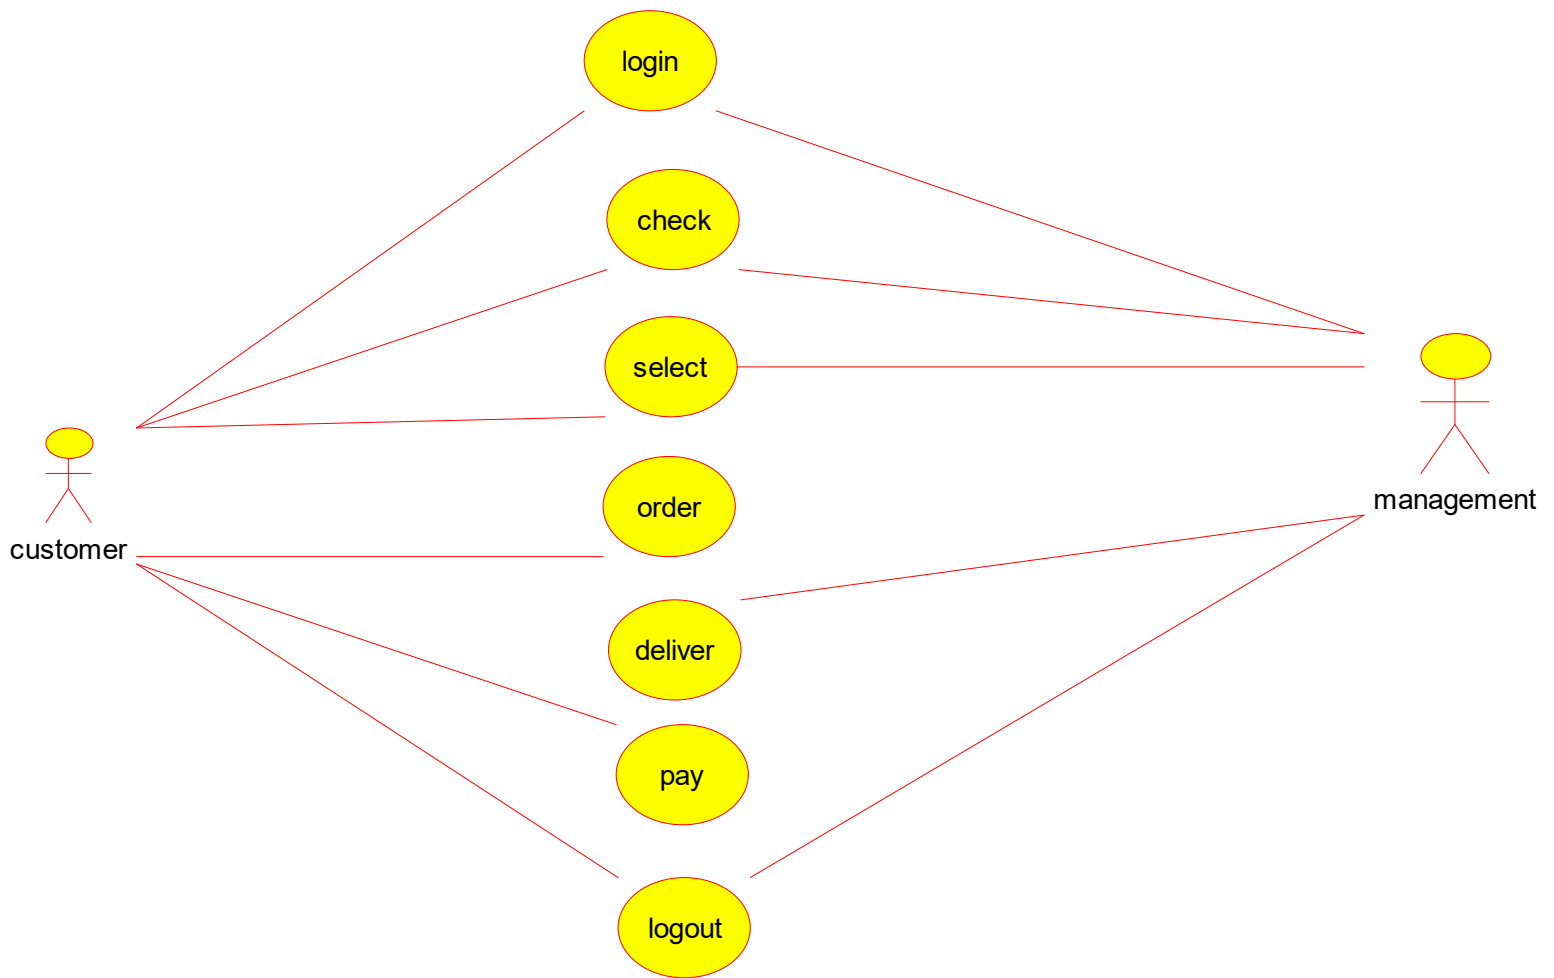 login
check
select
order
deliver
pay
logout
customer
management